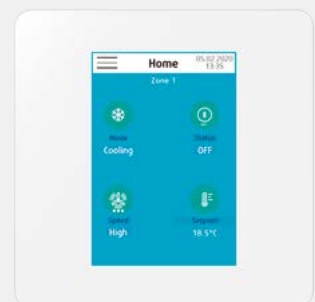 Home
05.02.2020
13:35
Zone 1
Mode
Status
Cooling
OFF
Speed
Setpoint
High
18.5°C